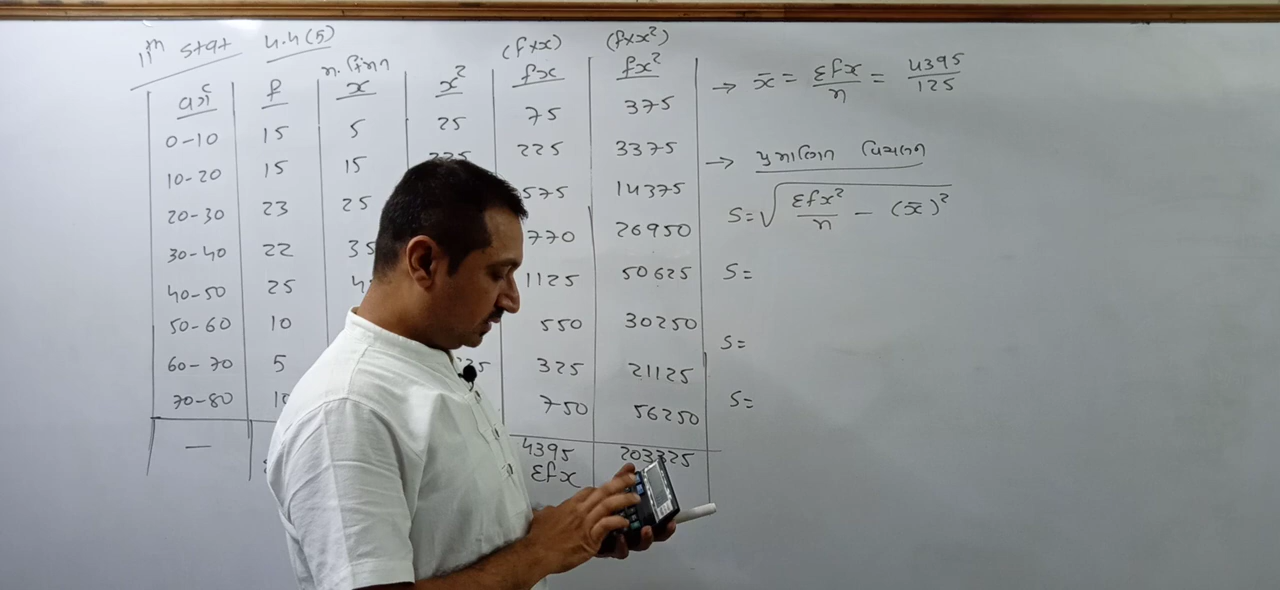 11th stat 4.4(5)
વર્ગ f x x² (f×x) fx (f×x²) fx²
0-10 15 5 25 75 375
10-20 15 15 225 225 3375
20-30 23 25 575 14375
30-40 22 35 770 26950
40-50 25 1125 50625
50-60 10 550 30250
60-70 5 325 21125
70-80 750 56250
— 4395 203325
Σfx
→ x̄ = Σfx/n = 4395/125
→ પ્રમાણિત વિચલન
S=√(Σfx²/n − (x̄)²)
S=
S=
S=